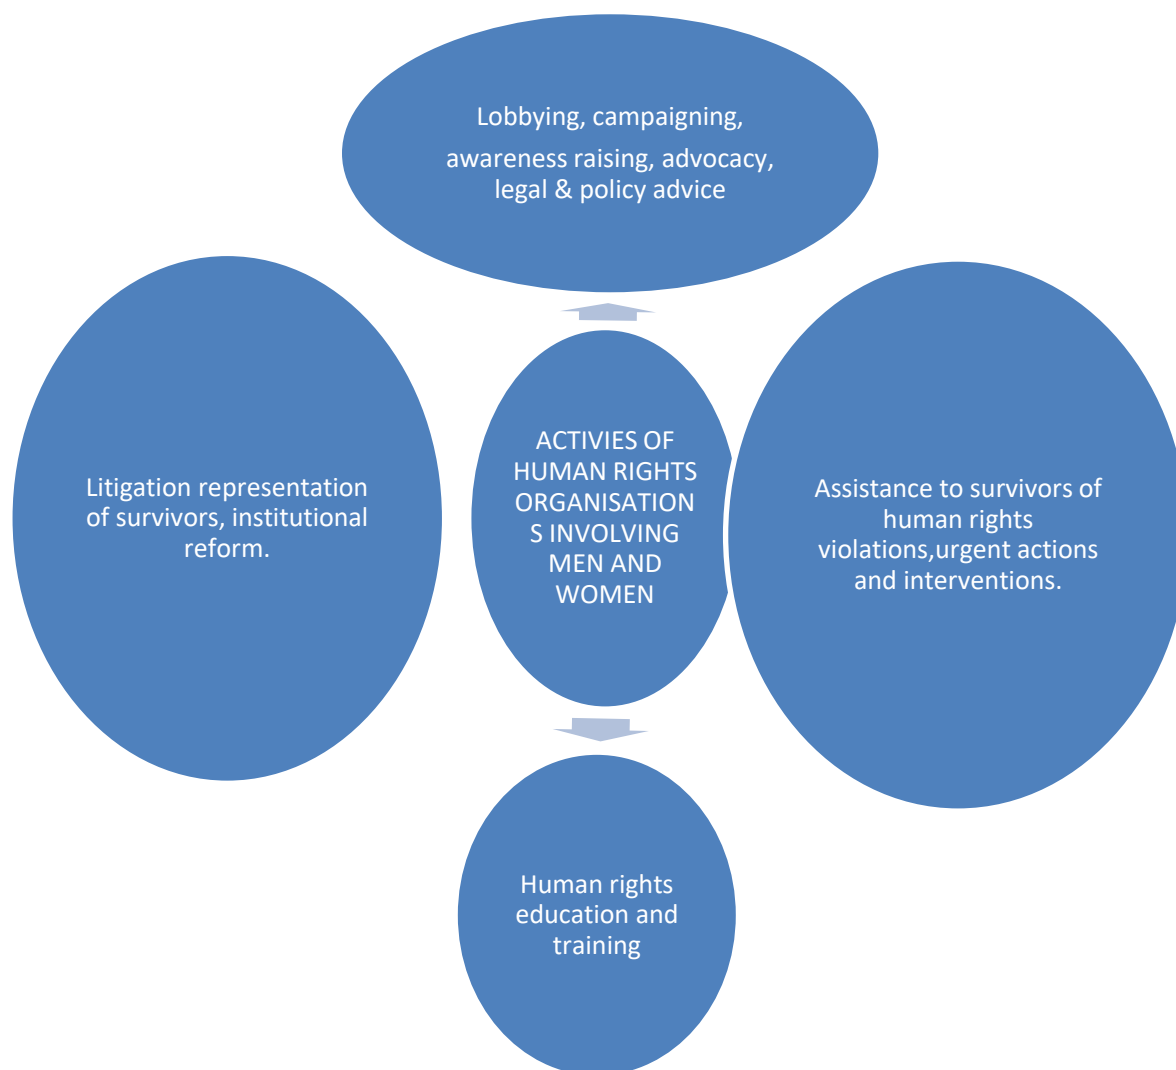 Lobbying, campaigning,
awareness raising, advocacy,
legal & policy advice
Litigation representation
of survivors, institutional
reform.
ACTIVIES OF
HUMAN RIGHTS
ORGANISATION
S INVOLVING
MEN AND
WOMEN
Assistance to survivors of
human rights
violations,urgent actions
and interventions.
Human rights
education and
training